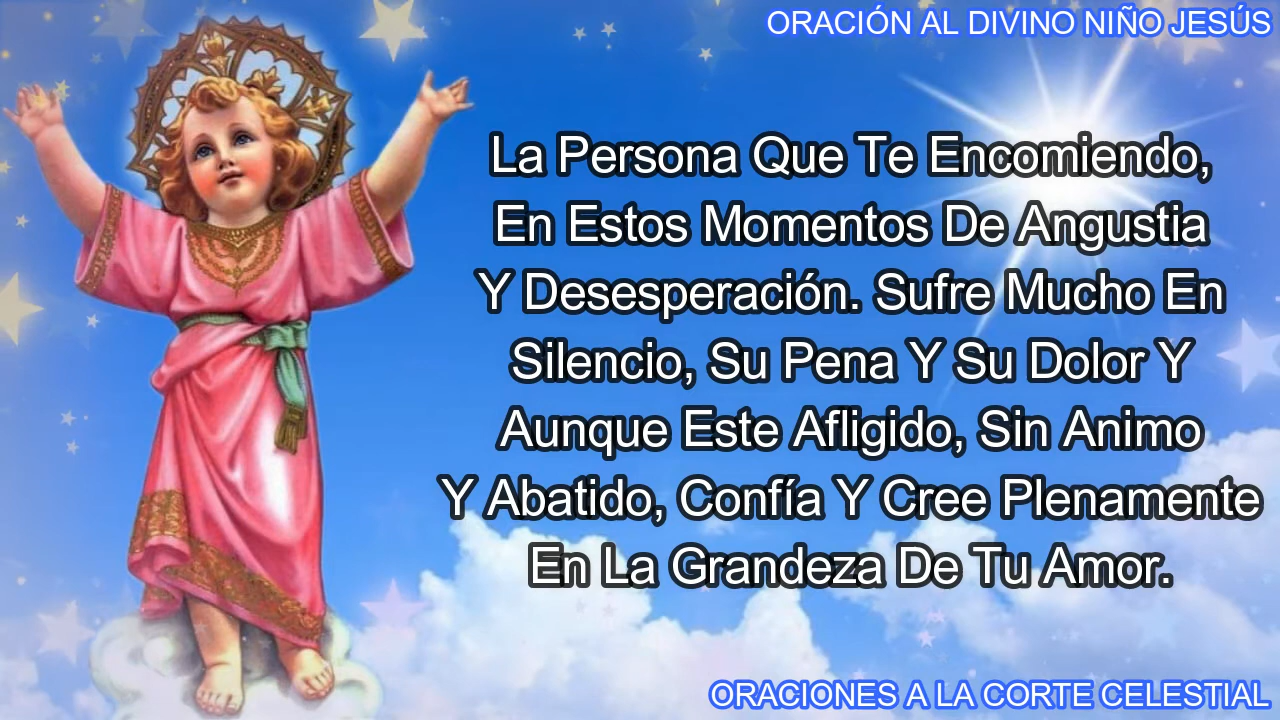 ORACIÓN AL DIVINO NIÑO JESÚS
La Persona Que Te Encomiendo,
En Estos Momentos De Angustia
Y Desesperación. Sufre Mucho En
Silencio, Su Pena Y Su Dolor Y
Aunque Este Afligido, Sin Animo
Y Abatido, Confía Y Cree Plenamente
En La Grandeza De Tu Amor.
ORACIONES A LA CORTE CELESTIAL